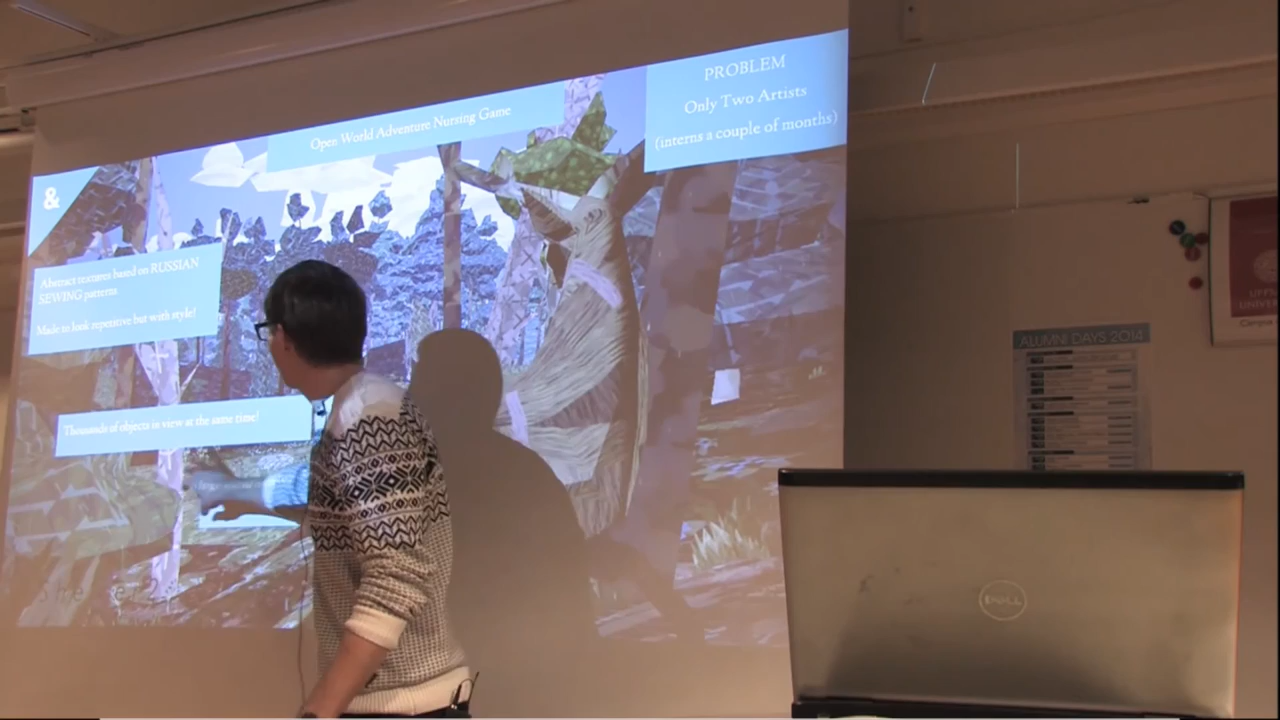 PROBLEM
Only Two Artists
(interns a couple of months)
Open World Adventure Nursing Game
&
Abstract textures based on RUSSIAN
SEWING patterns
Made to look repetitive but with style!
Thousands of objects in view at the same time!
ALUMNI DAYS 2014
DELL